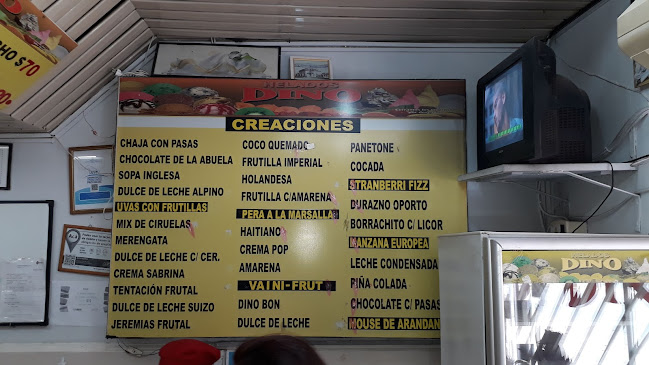 HO $70
HELADOS
DINO
CREACIONES
CHAJA CON PASAS
CHOCOLATE DE LA ABUELA
SOPA INGLESA
DULCE DE LECHE ALPINO
UVAS CON FRUTILLAS
MIX DE CIRUELAS
MERENGATA
DULCE DE LECHE C/ CER.
CREMA SABRINA
TENTACIÓN FRUTAL
DULCE DE LECHE SUIZO
JEREMIAS FRUTAL
COCO QUEMADO
FRUTILLA IMPERIAL
HOLANDESA
FRUTILLA C/AMARENA
PERA A LA MARSALLA
HAITIANO
CREMA POP
AMARENA
VAINI-FRUT
DINO BON
DULCE DE LECHE
PANETONE
COCADA
STRANBERRI FIZZ
DURAZNO OPORTO
BORRACHITO C/ LICOR
MANZANA EUROPEA
LECHE CONDENSADA
PIÑA COLADA
CHOCOLATE C/ PASAS
MOUSE DE ARANDAN
DINO